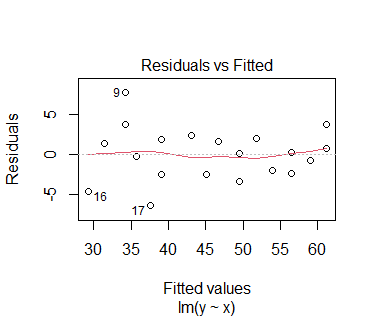 Residuals vs Fitted
Residuals
5
0
-5
9
16
17
30 35 40 45 50 55 60
Fitted values
lm(y ~ x)